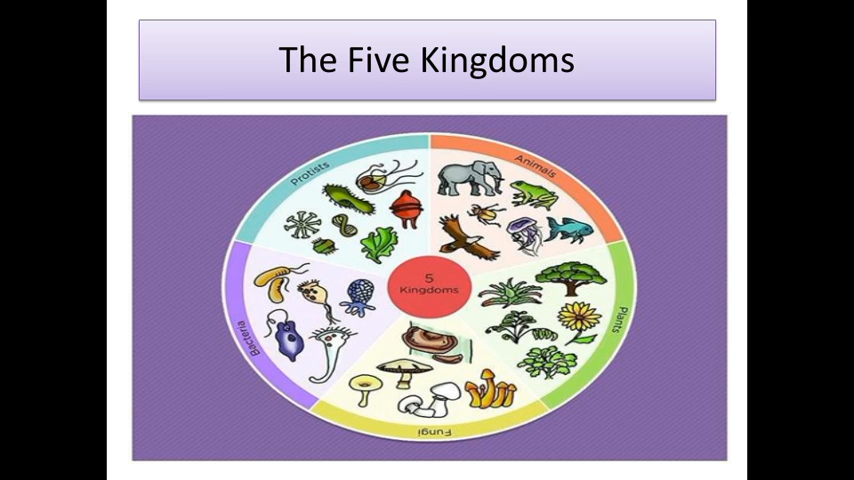 The Five Kingdoms
Protists
Animals
5
Kingdoms
Bacteria
Plants
Fungi